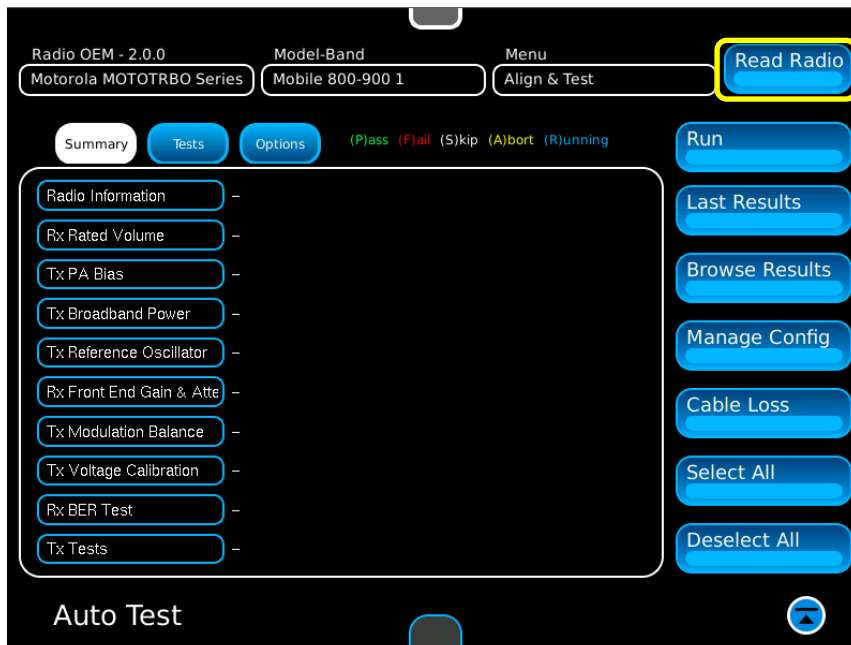 Radio OEM - 2.0.0
Model-Band
Menu
Motorola MOTOTRBO Series
Mobile 800-900 1
Align & Test
Read Radio
Summary
Tests
Options
(P)ass (F)ail (S)kip (A)bort (R)unning
Run
Radio Information –
Last Results
Rx Rated Volume –
Tx PA Bias –
Browse Results
Tx Broadband Power –
Tx Reference Oscillator –
Manage Config
Rx Front End Gain & Atte –
Cable Loss
Tx Modulation Balance –
Tx Voltage Calibration –
Select All
Rx BER Test –
Tx Tests –
Deselect All
Auto Test